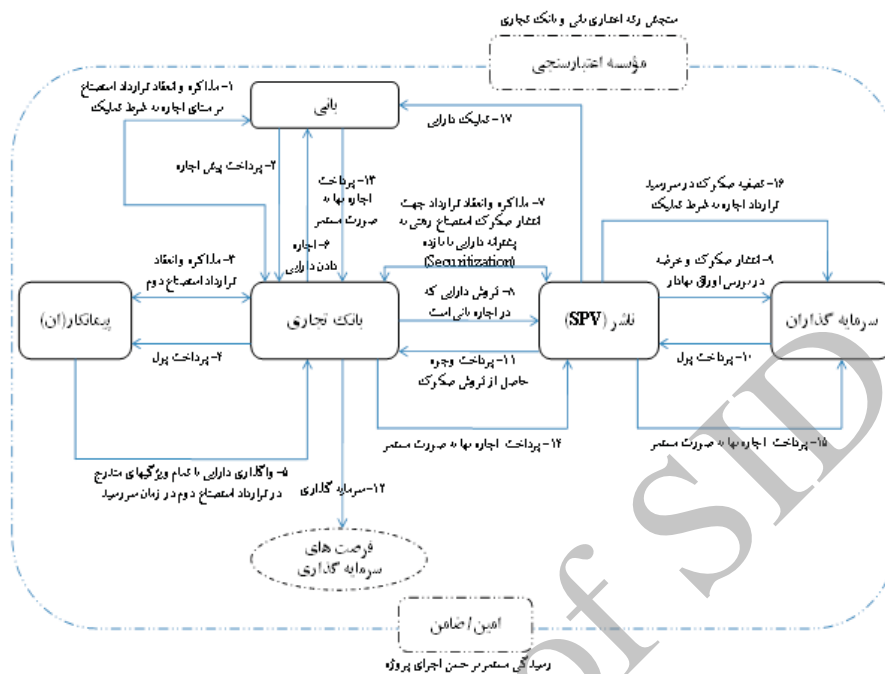 سنجش رتبه اعتباری بانی و بانک تجاری
مؤسسه اعتبارسنجی
۱- مذاکره و انعقاد قرارداد استصناع
بر مبنای اجاره به شرط تملیک
بانی
۱۷- تملیک دارایی
۲- پرداخت پیش اجاره
۱۳- پرداخت
اجاره بها به
صورت مستمر
۷- مذاکره و انعقاد قرارداد جهت
انتشار صکوک استصناع رهنی به
پشتوانه دارایی با بازده
(Securitization)
۱۶- تصفیه صکوک در سررسید
قرارداد اجاره به شرط تملیک
۳- مذاکره و انعقاد
قرارداد استصناع دوم
۶- اجاره
دادن دارایی
۸- فروش دارایی که
در اجاره بانی است
۹- انتشار صکوک و عرضه
در بورس اوراق بهادار
پیمانکار(ان)
بانک تجاری
ناشر (SPV)
سرمایه گذاران
۴- پرداخت پول
۱۱- پرداخت وجوه
حاصل از فروش صکوک
۱۰- پرداخت پول
۱۴- پرداخت اجاره بها به صورت مستمر
۱۵- پرداخت اجاره بها به صورت مستمر
۵- واگذاری دارایی با تمام ویژگیهای مندرج
در قرارداد استصناع دوم در زمان سررسید
۱۲- سرمایه گذاری
فرصت های
سرمایه گذاری
امین / ضامن
رسیدگی مستمر بر حسن اجرای پروژه
of SID